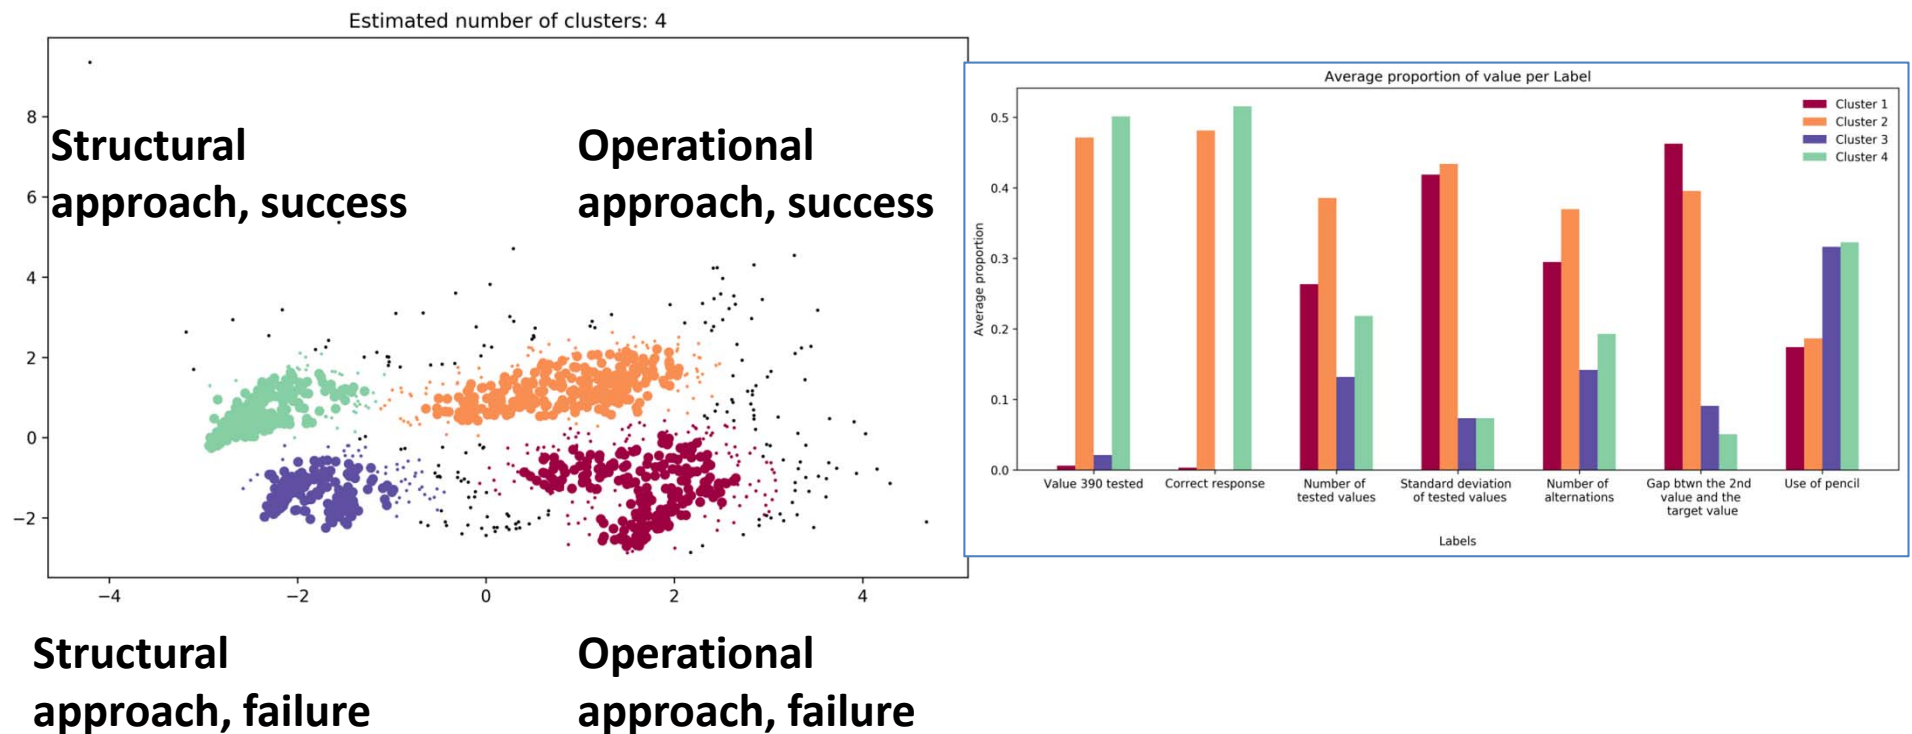 Estimated number of clusters: 4
8
6
4
2
0
−2
−4
−2
0
2
4
Structural
approach, success
Operational
approach, success
Structural
approach, failure
Operational
approach, failure
Average proportion of value per Label
Average proportion
0.5
0.4
0.3
0.2
0.1
0.0
Cluster 1
Cluster 2
Cluster 3
Cluster 4
Value 390 tested
Correct response
Number of
tested values
Standard deviation
of tested values
Number of
alternations
Gap btwn the 2nd
value and the
target value
Use of pencil
Labels